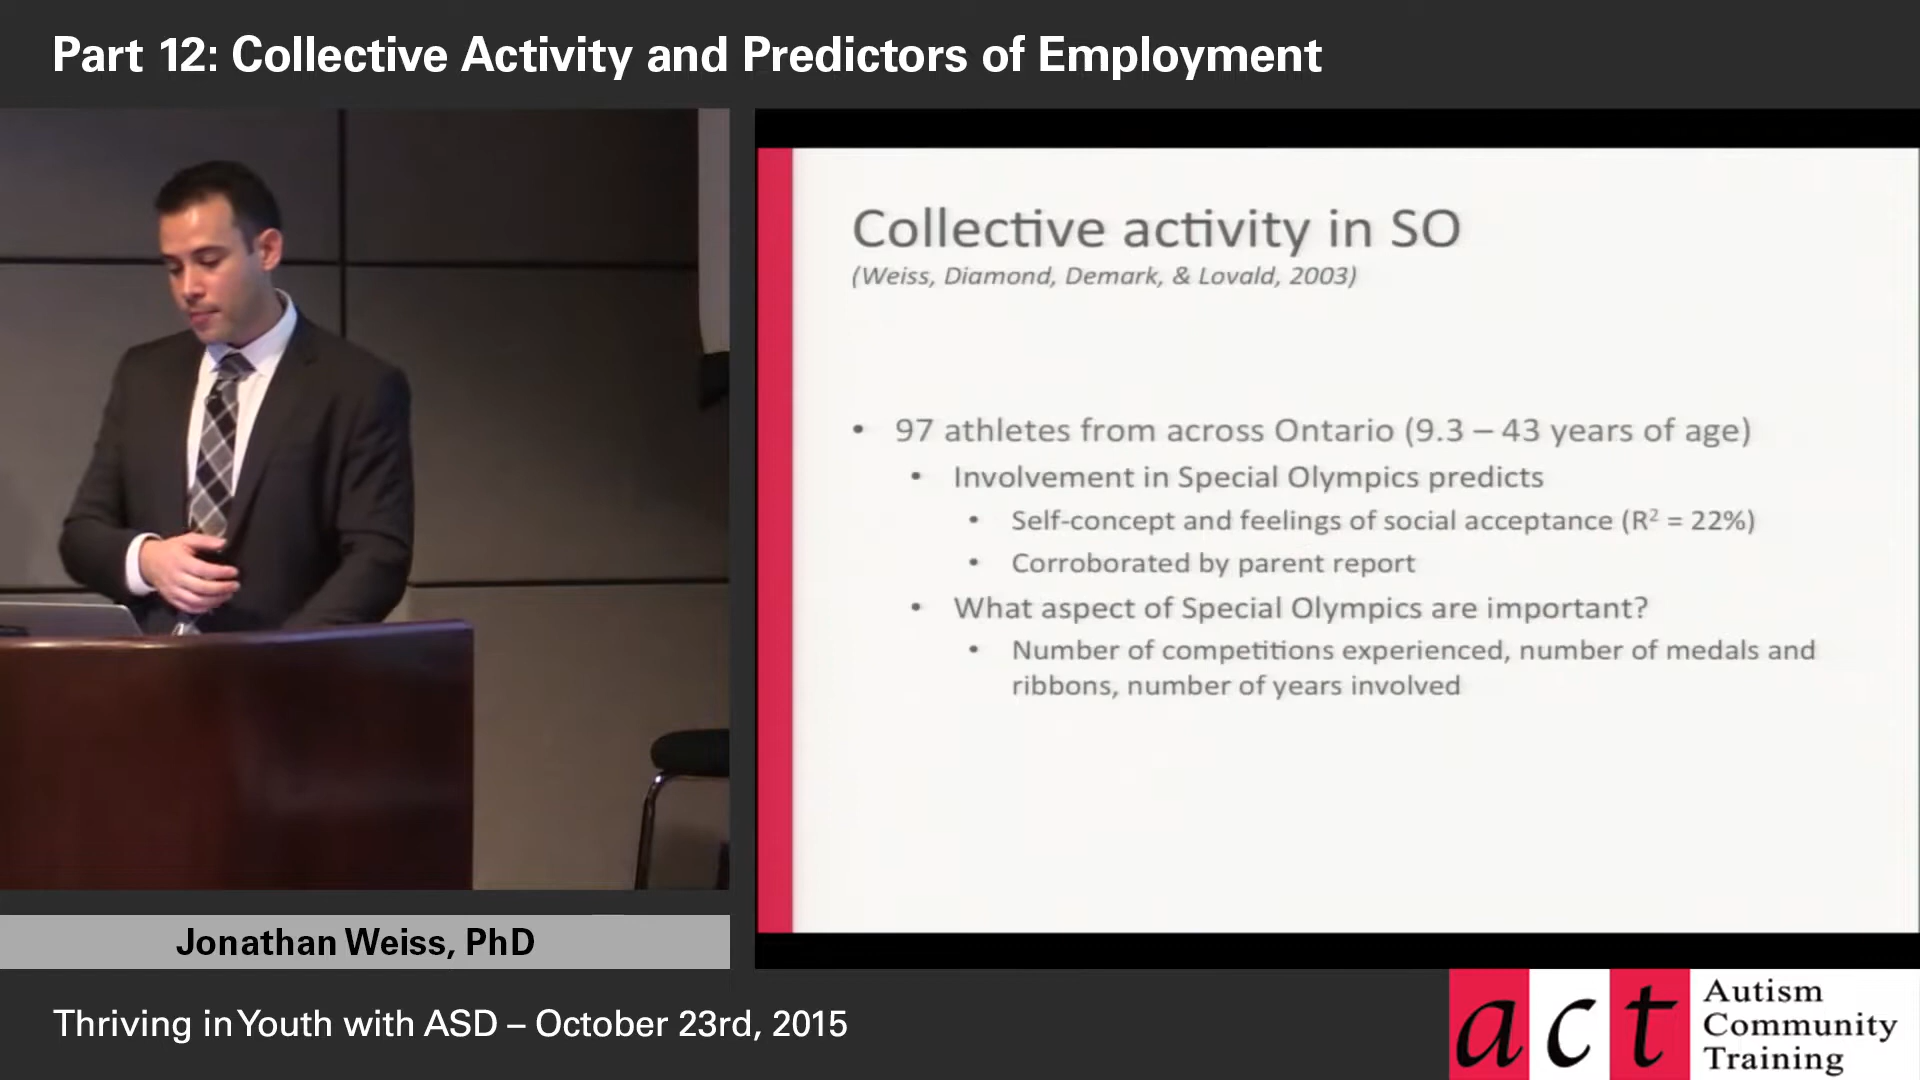 Part 12: Collective Activity and Predictors of Employment
Collective activity in SO
(Weiss, Diamond, Demark, & Lovald, 2003)
• 97 athletes from across Ontario (9.3 – 43 years of age)
• Involvement in Special Olympics predicts
• Self-concept and feelings of social acceptance (R² = 22%)
• Corroborated by parent report
• What aspect of Special Olympics are important?
• Number of competitions experienced, number of medals and
ribbons, number of years involved
Jonathan Weiss, PhD
Thriving in Youth with ASD – October 23rd, 2015
act
Autism
Community
Training